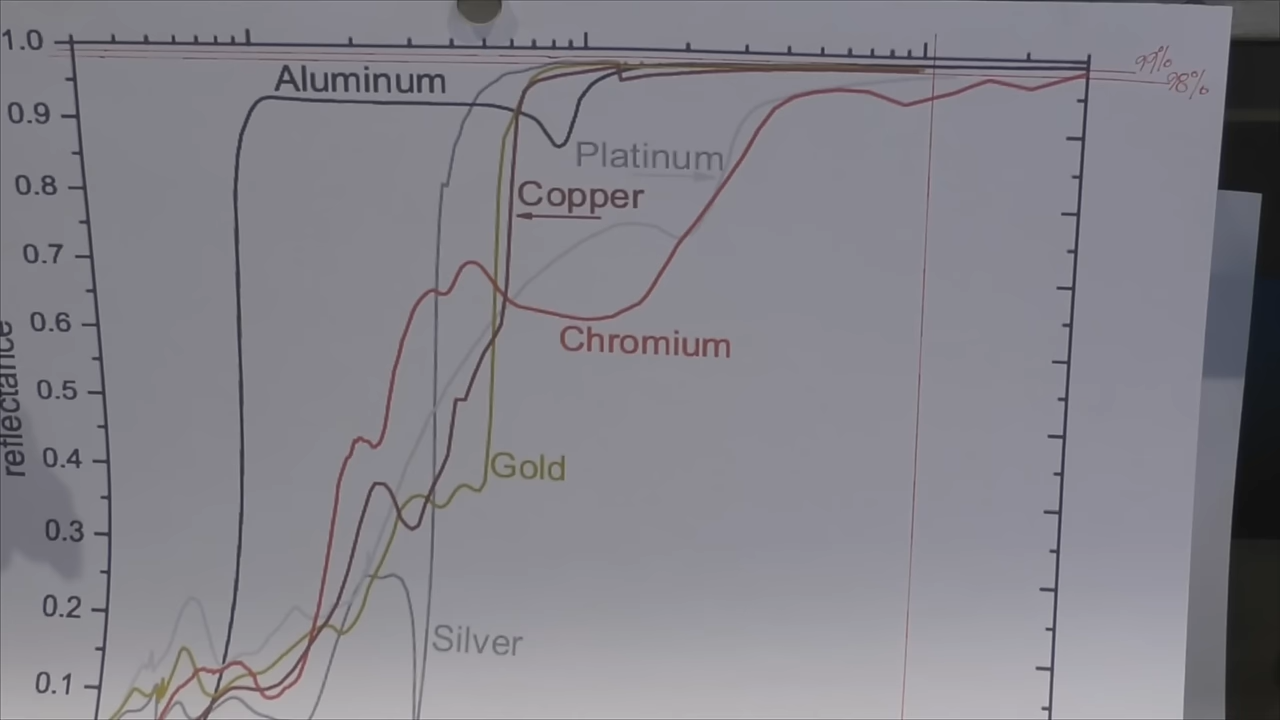 1.0
99%
98%
Aluminum
0.9
Platinum
0.8
Copper
0.7
0.6
Chromium
0.5
reflectance
0.4
Gold
0.3
0.2
Silver
0.1